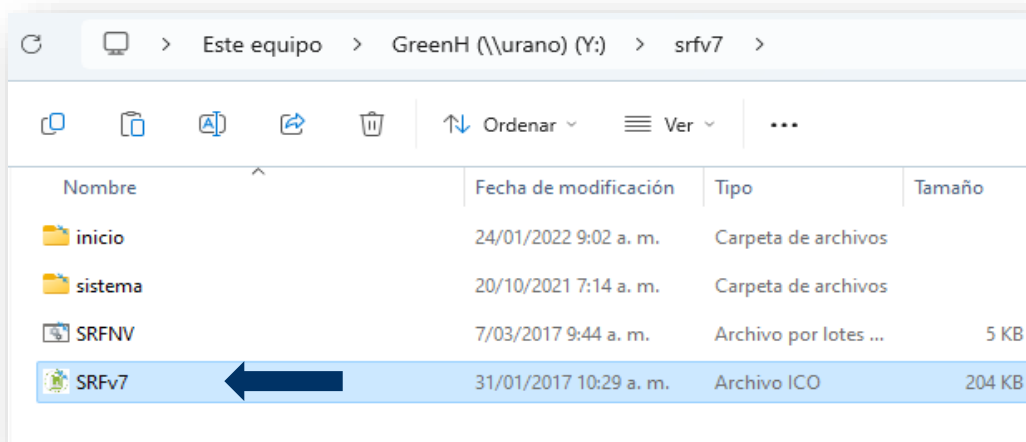 Este equipo > GreenH (\\urano) (Y:) > srfv7 >
Ordenar Ver ...
Nombre Fecha de modificación Tipo Tamaño
inicio 24/01/2022 9:02 a. m. Carpeta de archivos
sistema 20/10/2021 7:14 a. m. Carpeta de archivos
SRFNV 7/03/2017 9:44 a. m. Archivo por lotes ... 5 KB
SRFv7 31/01/2017 10:29 a. m. Archivo ICO 204 KB